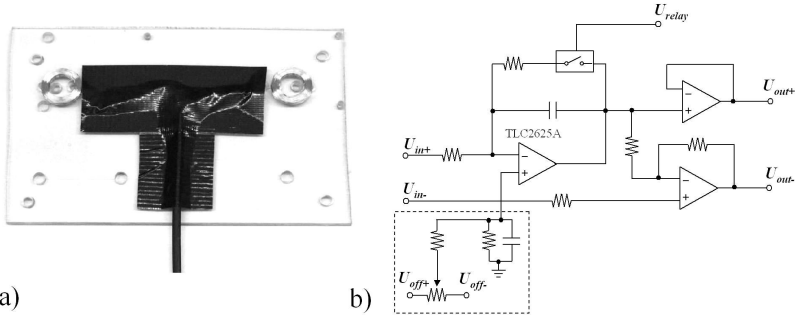 a)
b)
U_relay
U_out+
TLC2625A
U_in+
U_in-
U_out-
U_off+ U_off-
− + − + − +